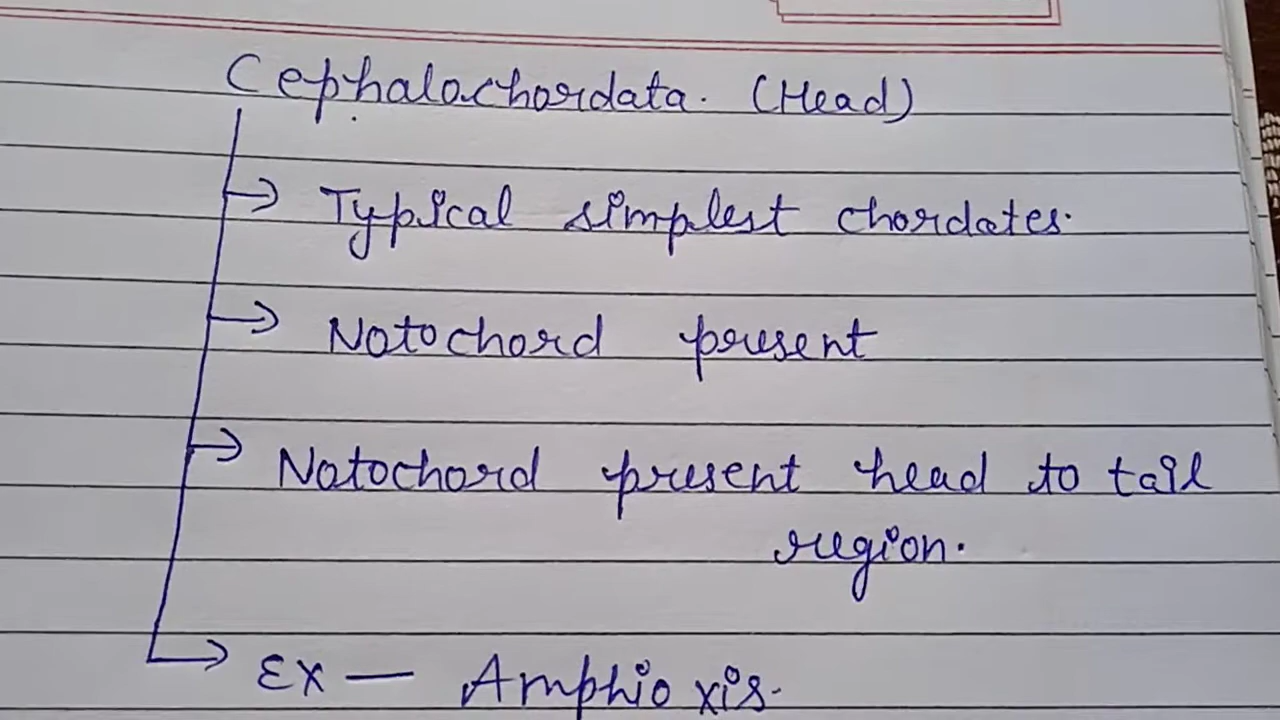 Cephalochordata. (Head)
→ Typical simplest chordates.
→ Notochord present
→ Notochord present head to tail
region.
→ Ex — Amphioxis.